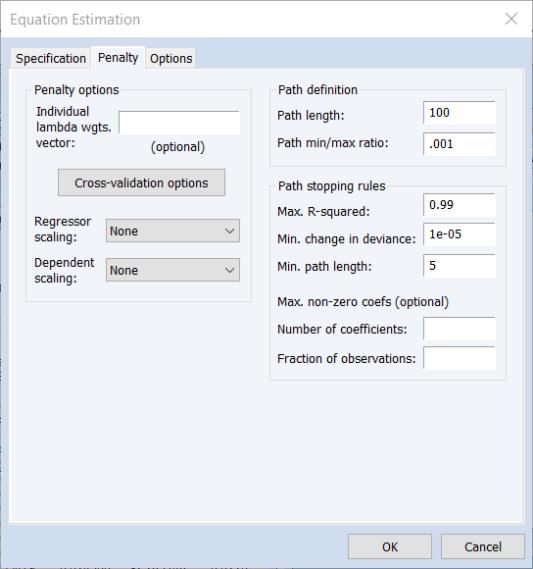 Equation Estimation
Specification
Penalty
Options
Penalty options
Individual
lambda wgts.
vector:
(optional)
Cross-validation options
Regressor
scaling:
None
Dependent
scaling:
None
Path definition
Path length:
100
Path min/max ratio:
.001
Path stopping rules
Max. R-squared:
0.99
Min. change in deviance:
1e-05
Min. path length:
5
Max. non-zero coefs (optional)
Number of coefficients:
Fraction of observations:
OK
Cancel